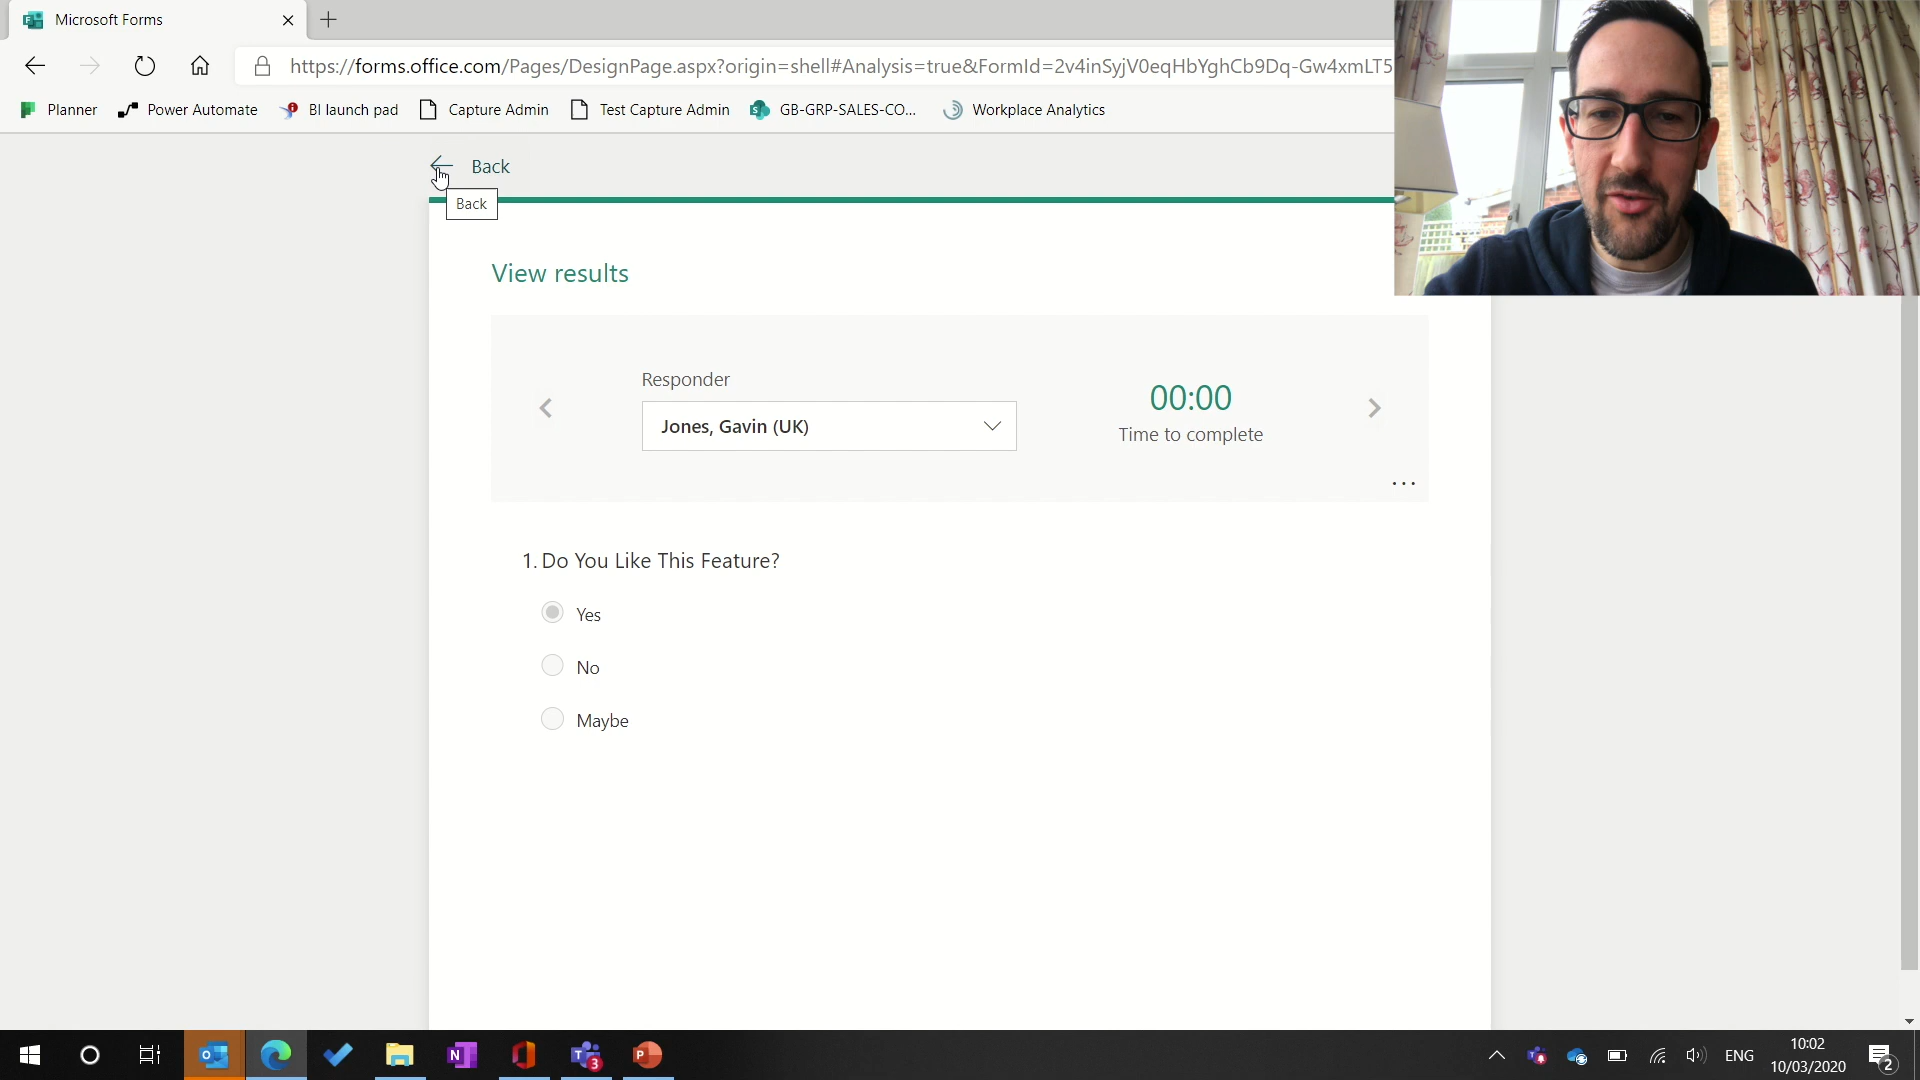 Microsoft Forms
https://forms.office.com/Pages/DesignPage.aspx?origin=shell#Analysis=true&FormId=2v4inSyjV0eqHbYghCb9Dq-Gw4xmLT5
Planner
Power Automate
BI launch pad
Capture Admin
Test Capture Admin
GB-GRP-SALES-CO...
Workplace Analytics
Back
Back
View results
Responder
Jones, Gavin (UK)
00:00
Time to complete
...
1. Do You Like This Feature?
Yes
No
Maybe
3
ENG
10:02
10/03/2020
2